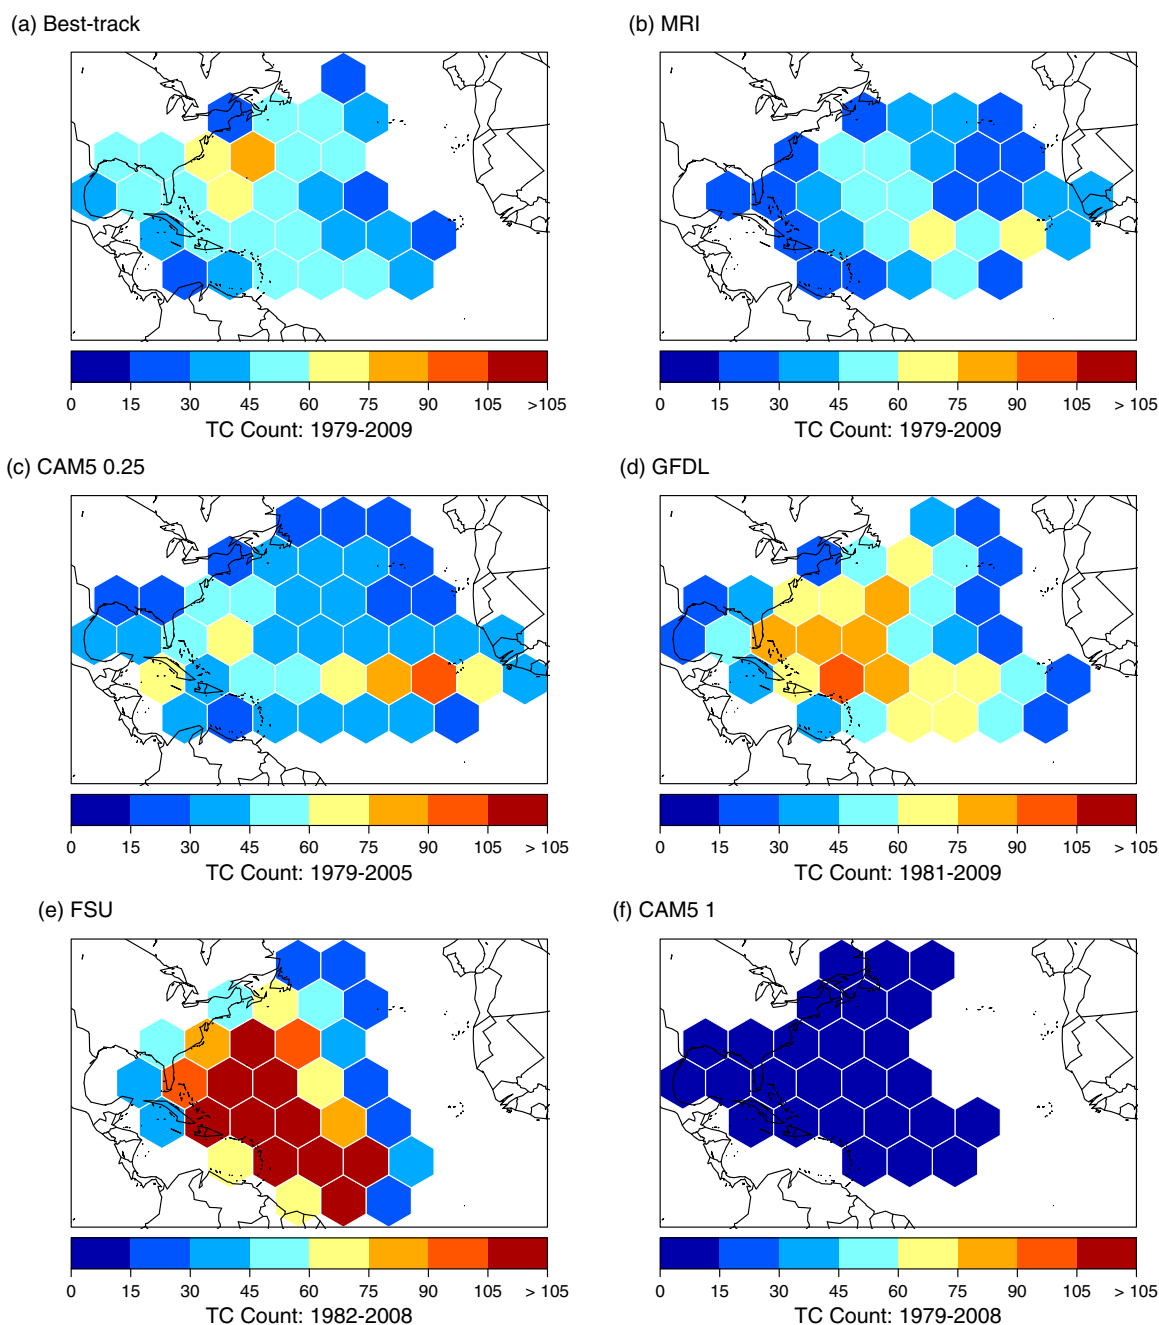 (a) Best-track
(b) MRI
0 15 30 45 60 75 90 105 >105
0 15 30 45 60 75 90 105 > 105
TC Count: 1979-2009
TC Count: 1979-2009
(c) CAM5 0.25
(d) GFDL
0 15 30 45 60 75 90 105 > 105
0 15 30 45 60 75 90 105 > 105
TC Count: 1979-2005
TC Count: 1981-2009
(e) FSU
(f) CAM5 1
0 15 30 45 60 75 90 105 > 105
0 15 30 45 60 75 90 105 > 105
TC Count: 1982-2008
TC Count: 1979-2008